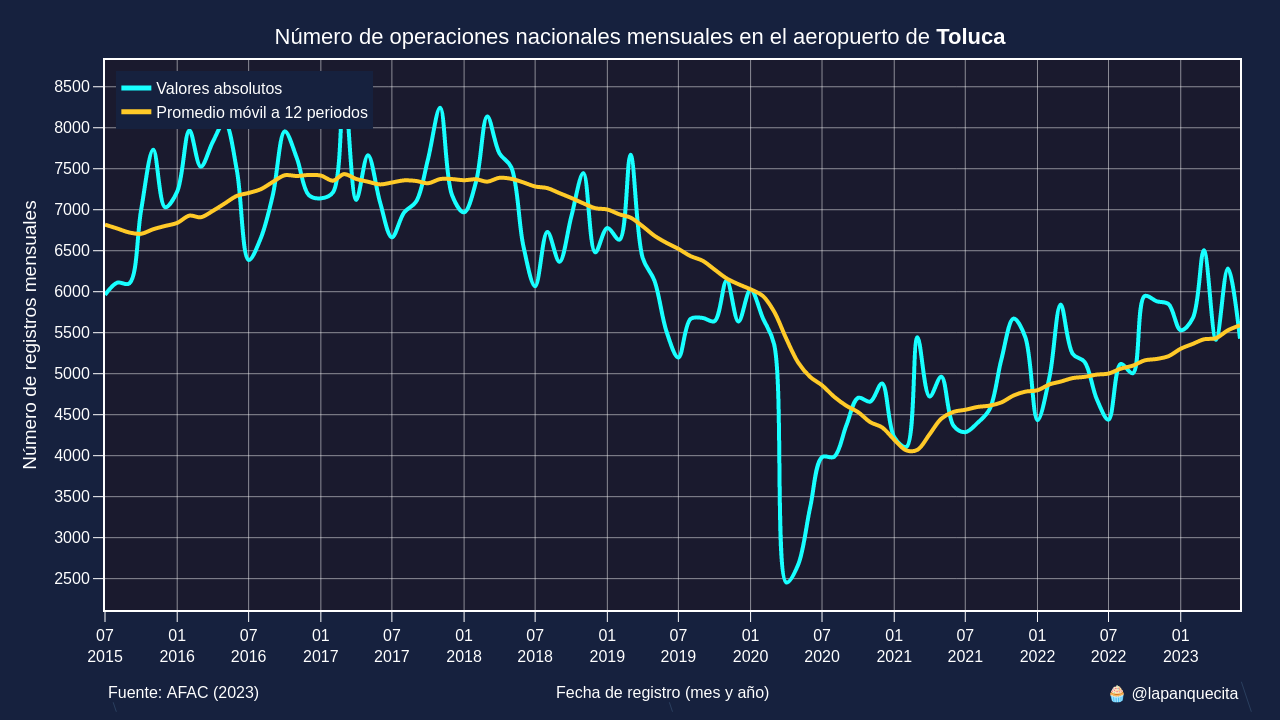 Número de operaciones nacionales mensuales en el aeropuerto de Toluca
Valores absolutos
Promedio móvil a 12 periodos
Número de registros mensuales
8500
8000
7500
7000
6500
6000
5500
5000
4500
4000
3500
3000
2500
07 01 07 01 07 01 07 01 07 01 07 01 07 01 07 01
2015 2016 2016 2017 2017 2018 2018 2019 2019 2020 2020 2021 2021 2022 2022 2023
Fuente: AFAC (2023) Fecha de registro (mes y año) 🧁 @lapanquecita